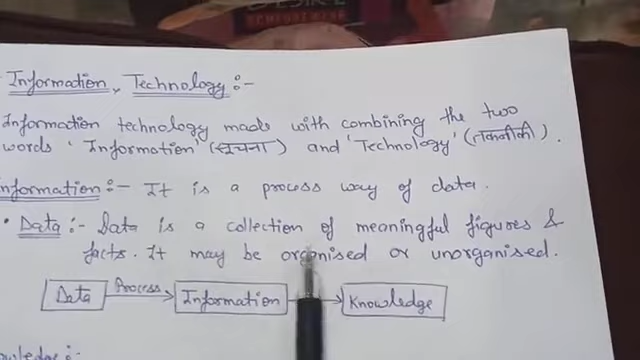 Information Technology :-
Information technology made with combining the two
words 'Information' (सूचना) and 'Technology' (तकनीकी).
Information :- It is a process way of data.
• Data :- Data is a collection of meaningful figures &
facts. It may be organised or unorganised.
Data Process Information Knowledge